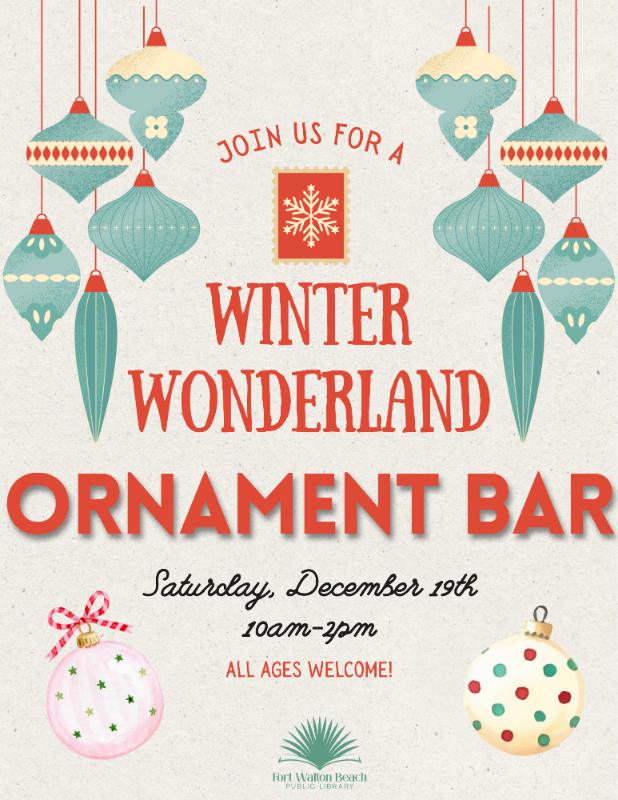 JOIN US FOR A
WINTER
WONDERLAND
ORNAMENT BAR
Saturday, December 19th
10am-2pm
ALL AGES WELCOME!
Fort Walton Beach
PUBLIC LIBRARY